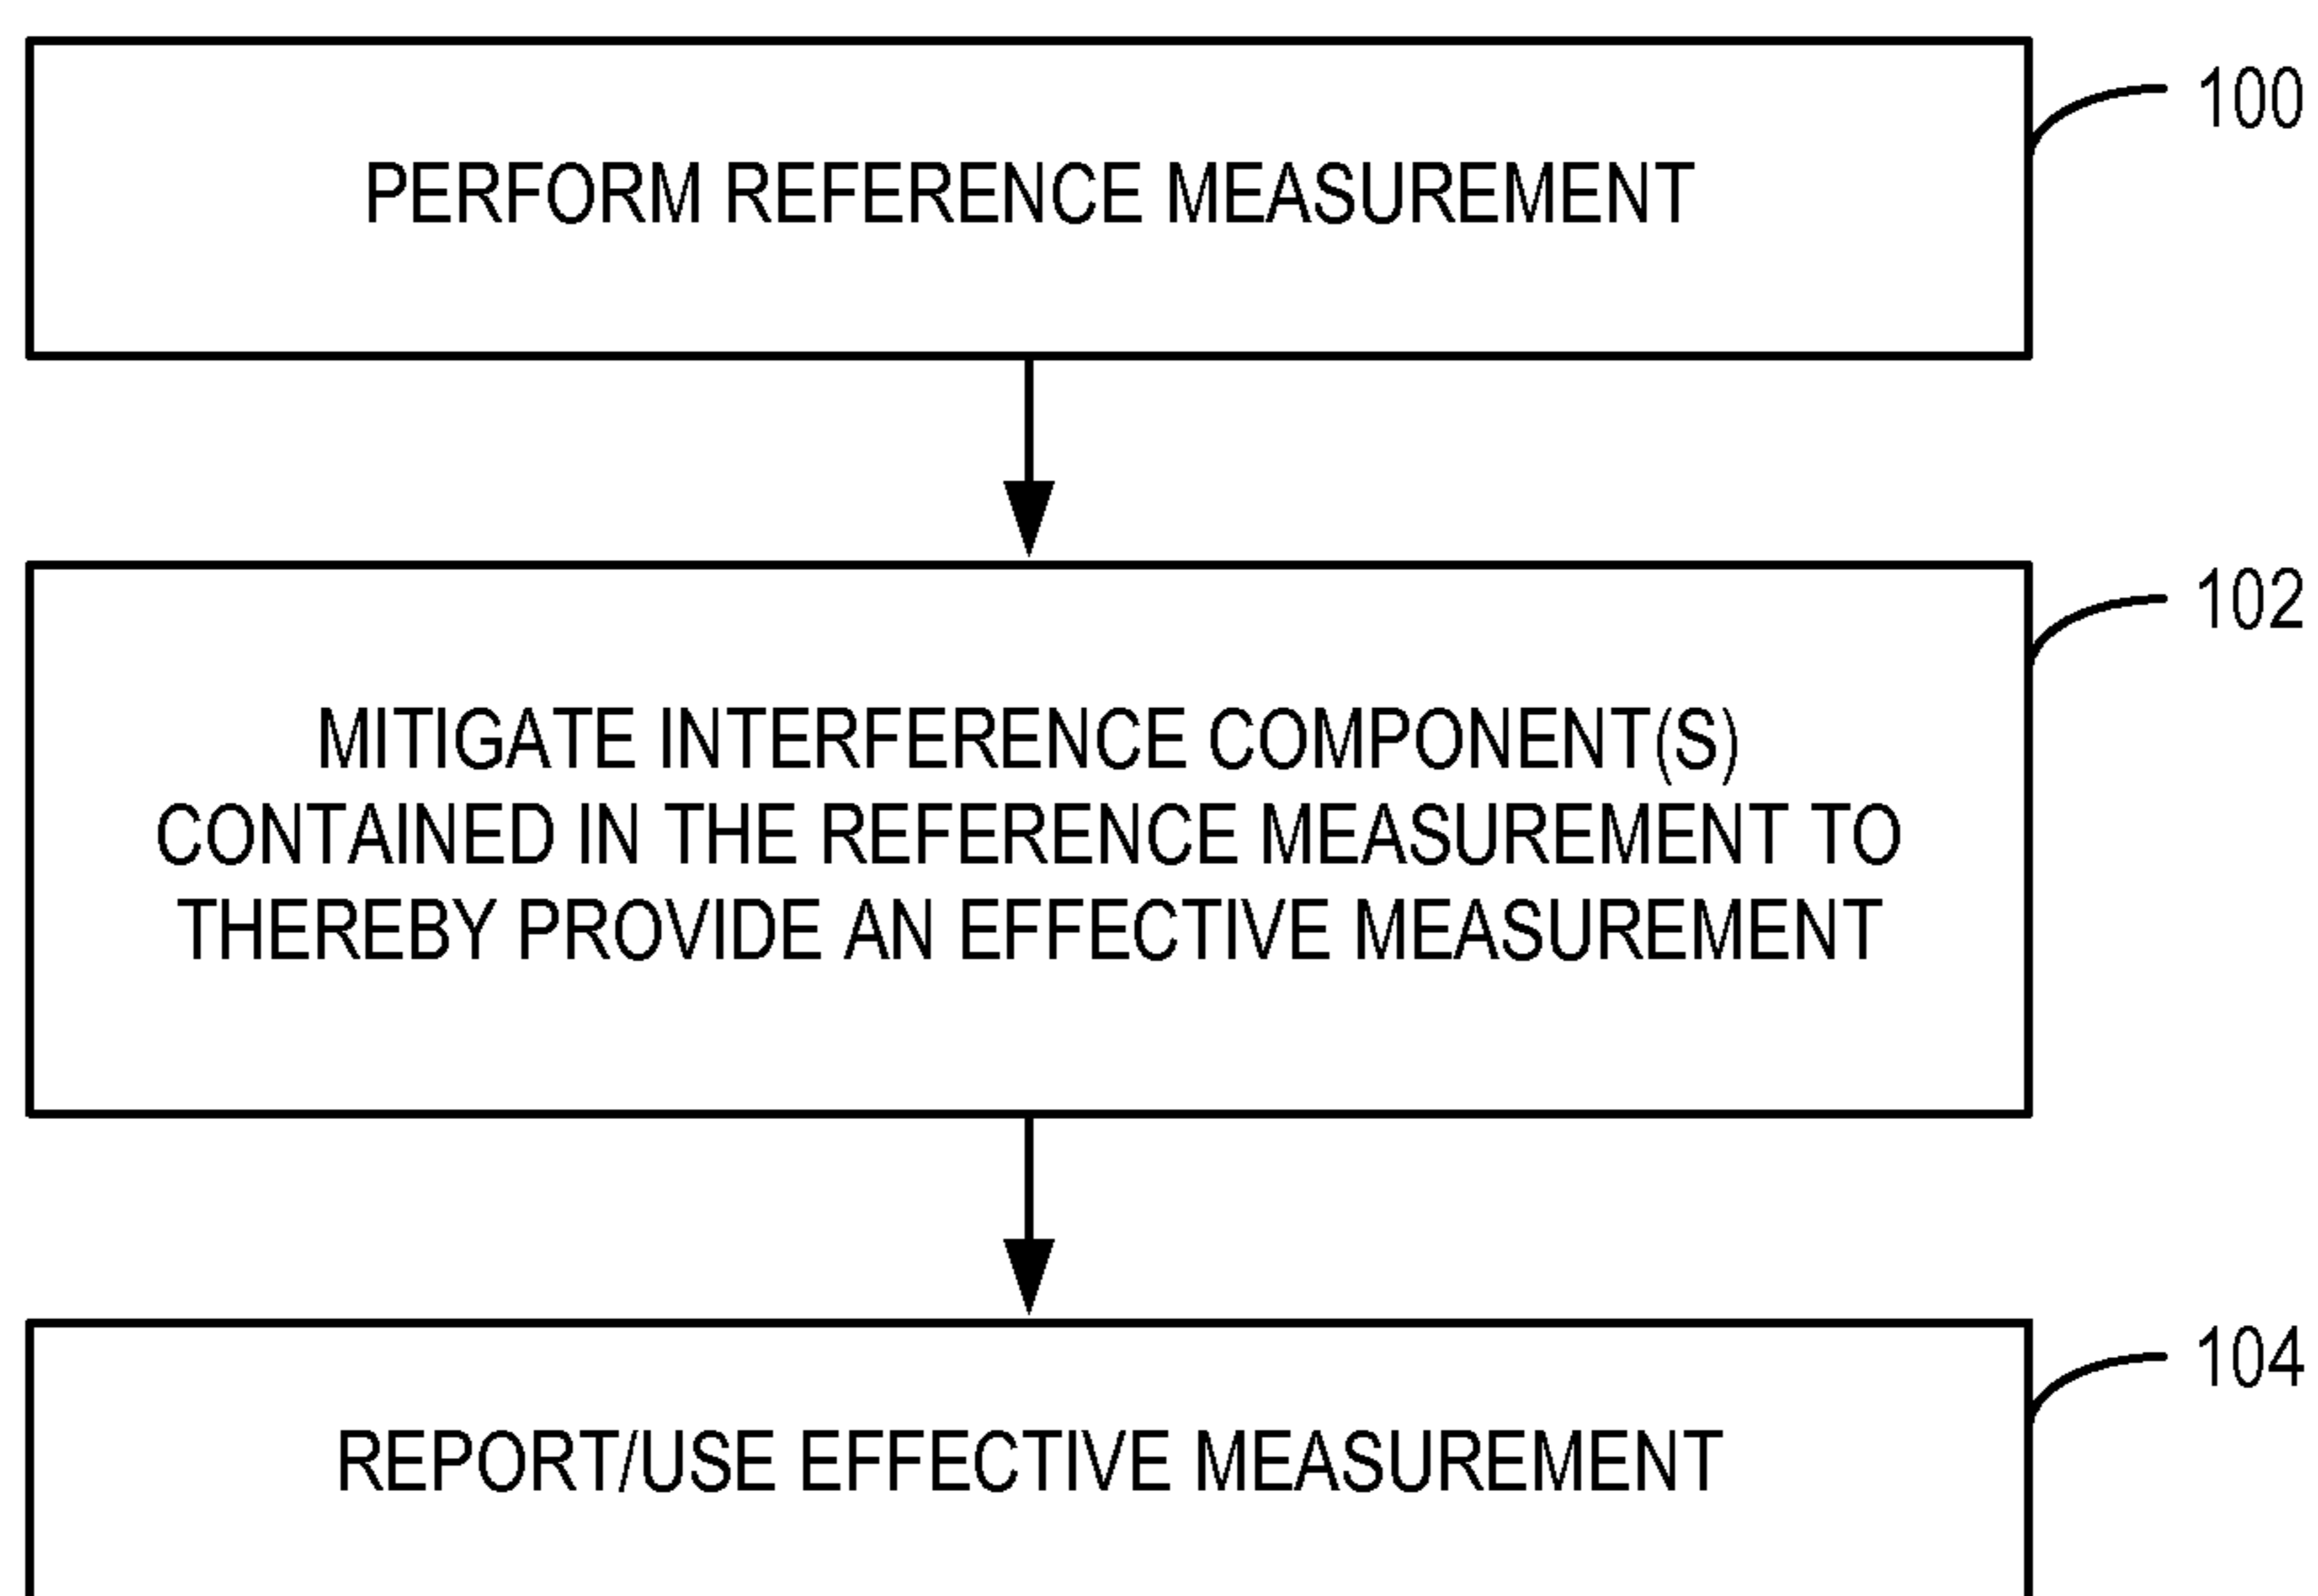 100
PERFORM REFERENCE MEASUREMENT
102
MITIGATE INTERFERENCE COMPONENT(S)
CONTAINED IN THE REFERENCE MEASUREMENT TO
THEREBY PROVIDE AN EFFECTIVE MEASUREMENT
104
REPORT/USE EFFECTIVE MEASUREMENT